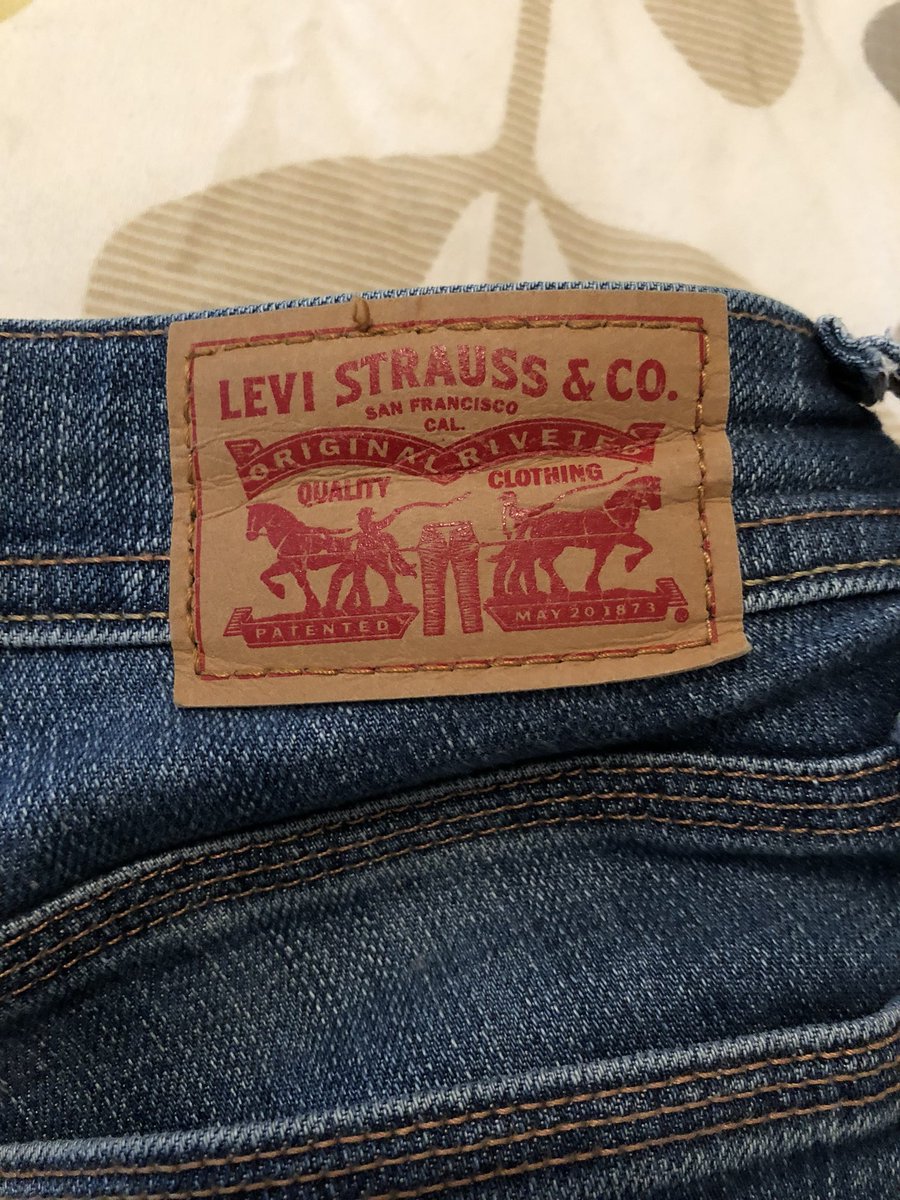 LEVI STRAUSS & CO.
SAN FRANCISCO
CAL.
ORIGINAL RIVETED
QUALITY CLOTHING
PATENTED MAY 20 1873 ®